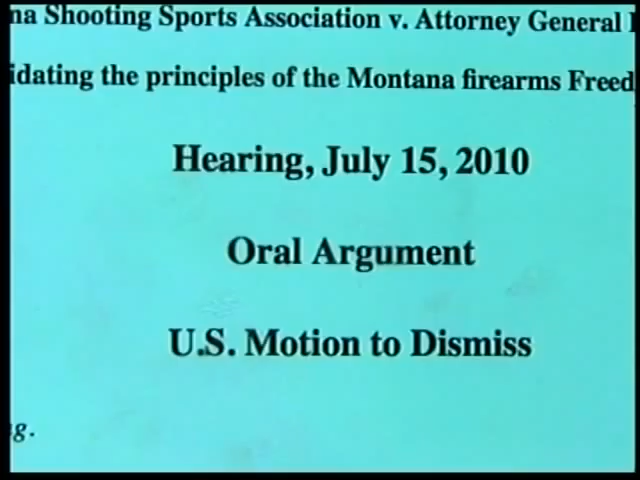 na Shooting Sports Association v. Attorney General
idating the principles of the Montana firearms Freed
Hearing, July 15, 2010
Oral Argument
U.S. Motion to Dismiss
g.